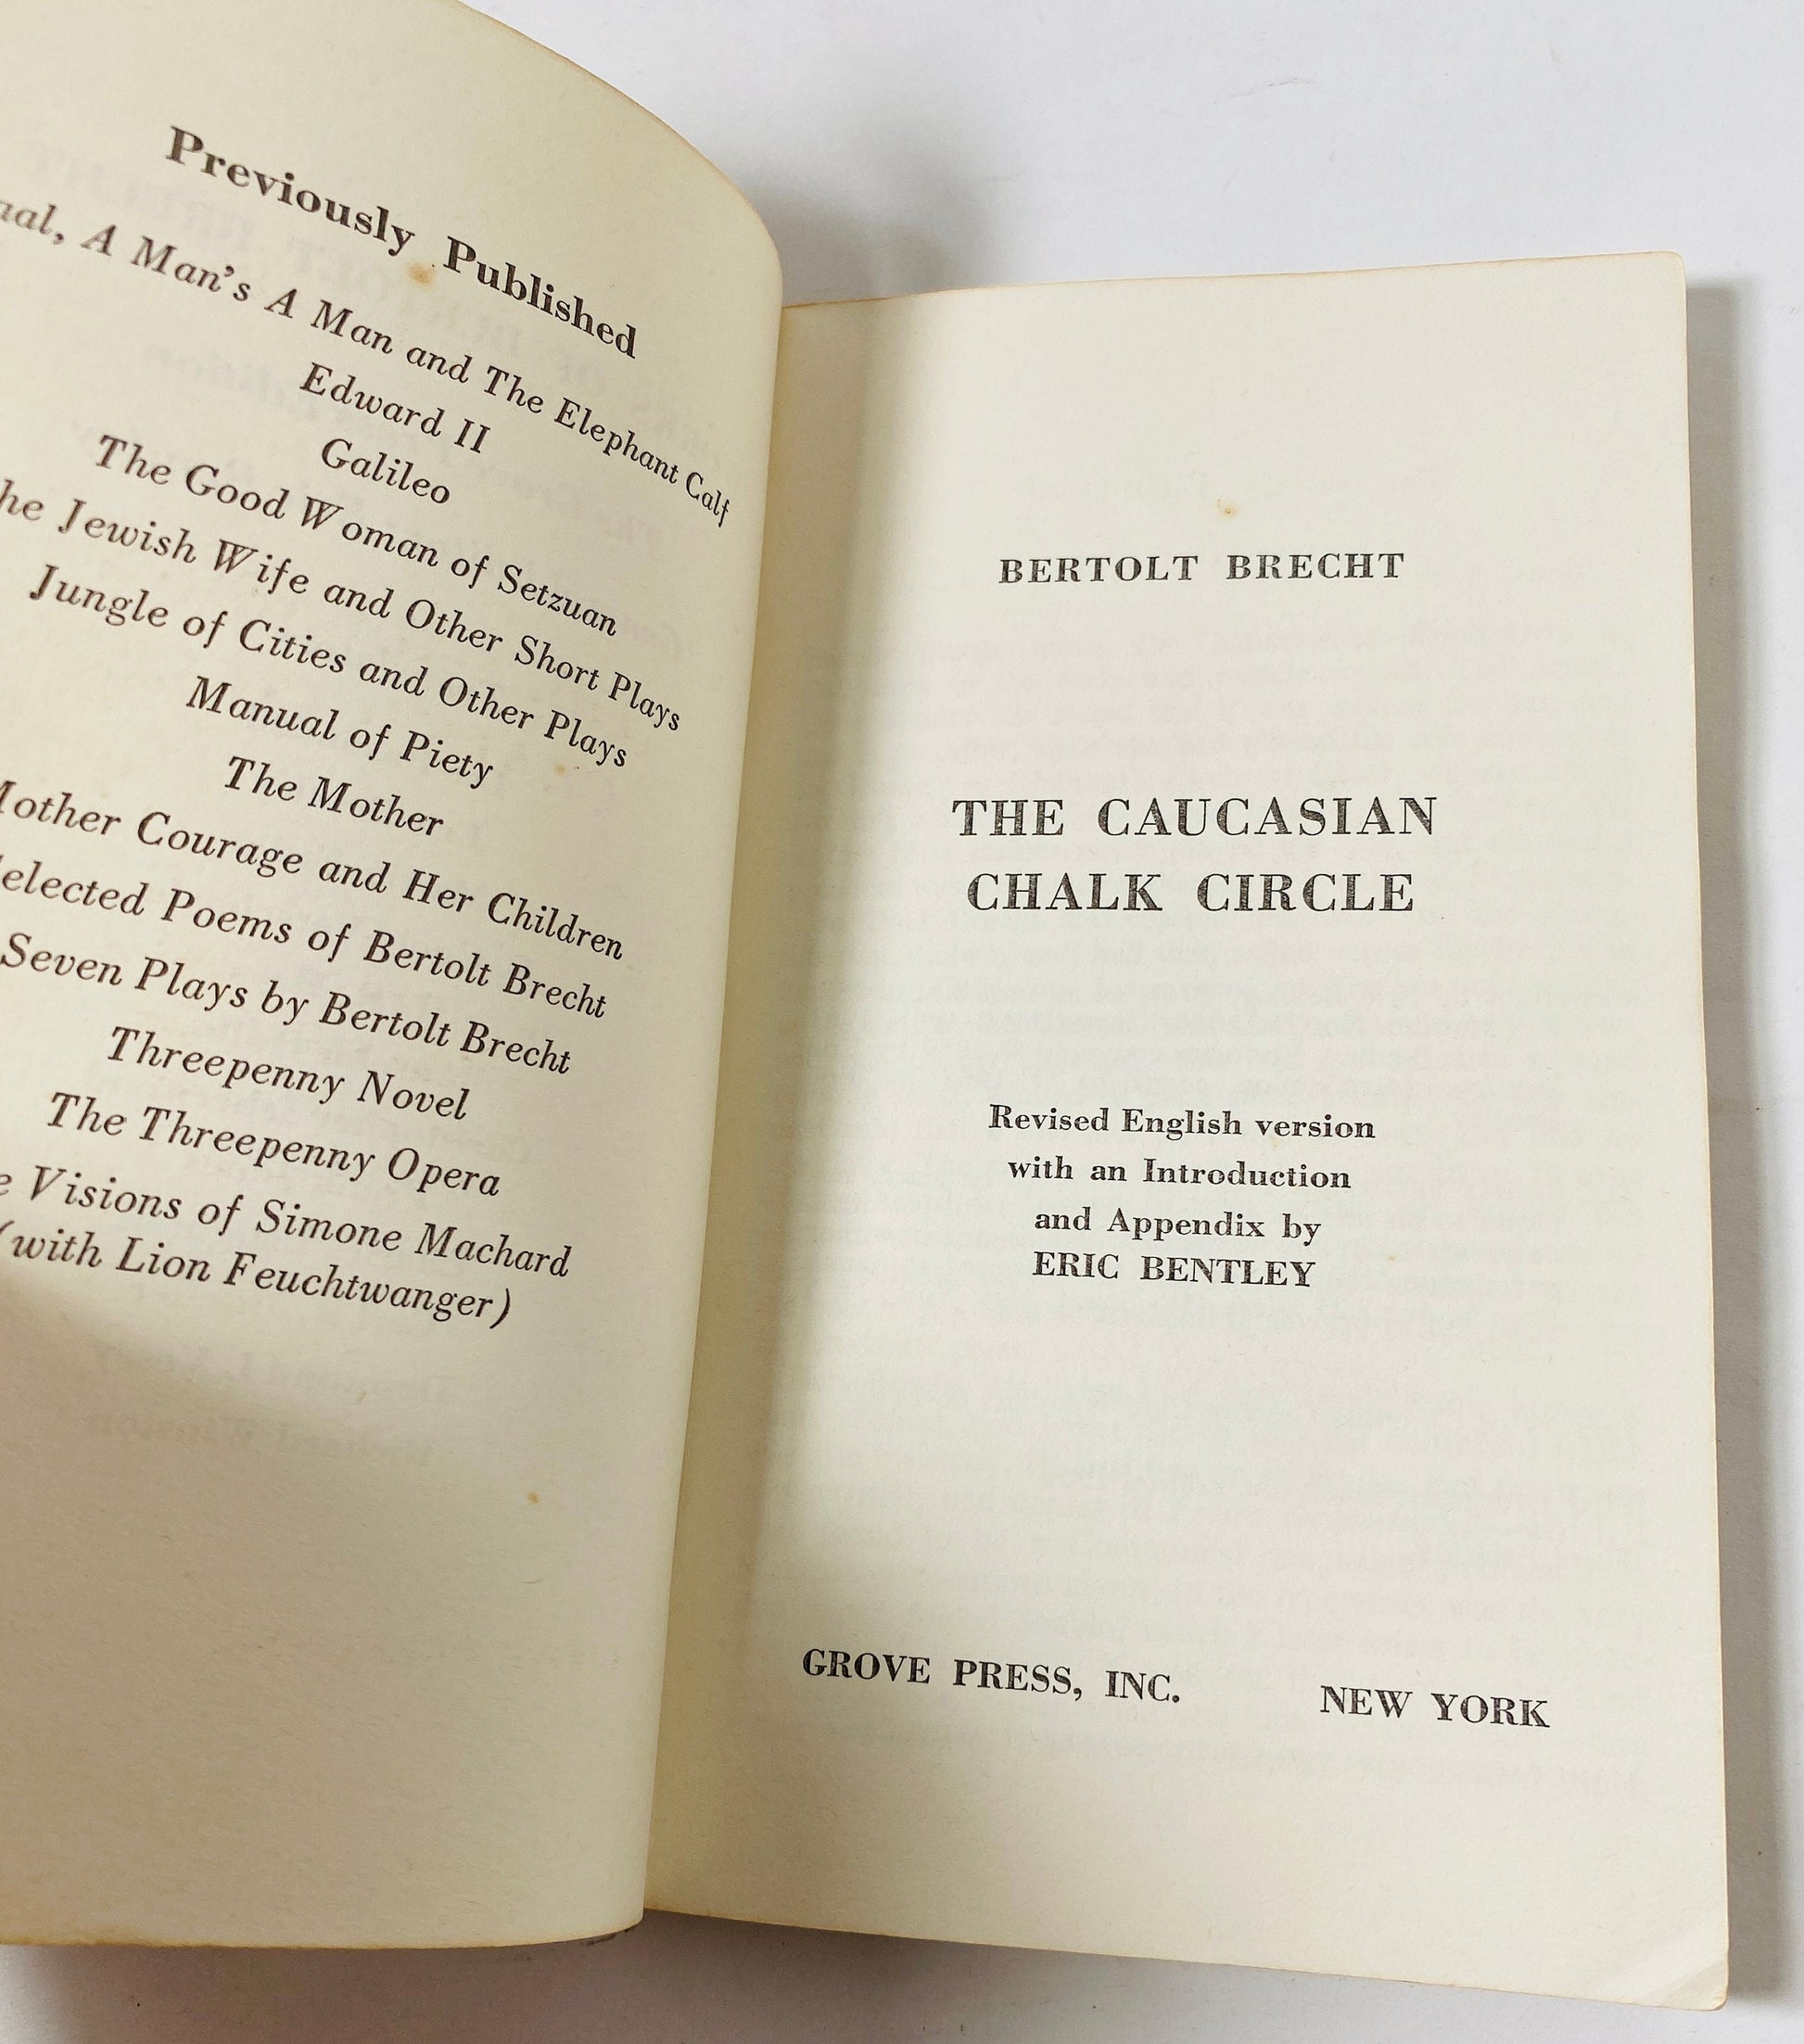 Previously Published
aal, A Man's A Man and The Elephant Calf
Edward II
Galileo
The Good Woman of Setzuan
he Jewish Wife and Other Short Plays
Jungle of Cities and Other Plays
Manual of Piety
The Mother
Mother Courage and Her Children
elected Poems of Bertolt Brecht
Seven Plays by Bertolt Brecht
Threepenny Novel
The Threepenny Opera
e Visions of Simone Machard
(with Lion Feuchtwanger)
BERTOLT BRECHT
THE CAUCASIAN
CHALK CIRCLE
Revised English version
with an Introduction
and Appendix by
ERIC BENTLEY
GROVE PRESS, INC. NEW YORK